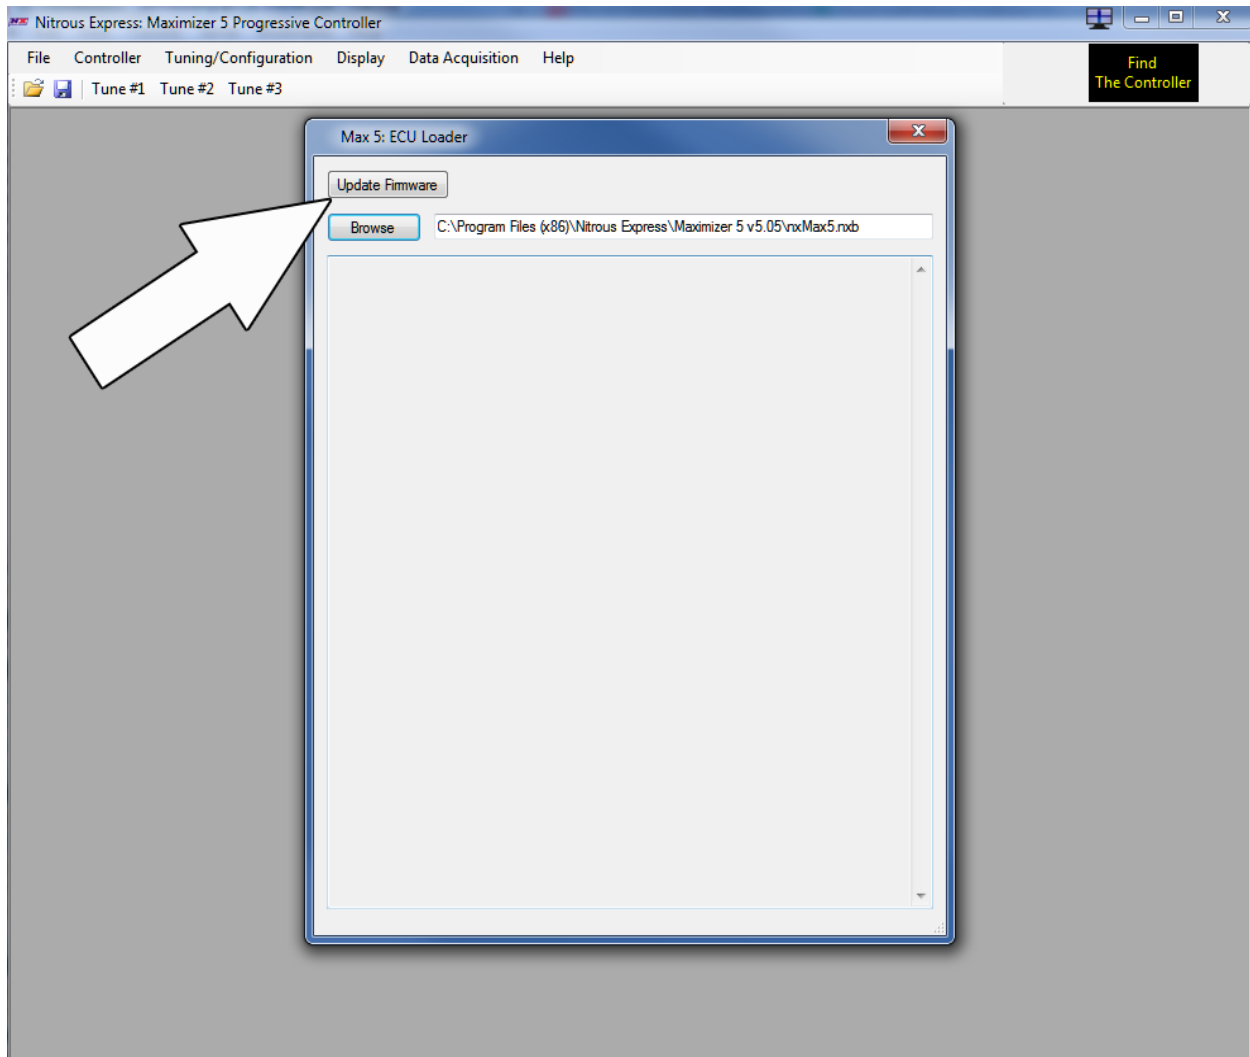 Nitrous Express: Maximizer 5 Progressive Controller
File Controller Tuning/Configuration Display Data Acquisition Help
Find
The Controller
Tune #1 Tune #2 Tune #3
Max 5: ECU Loader
Update Firmware
Browse C:\Program Files (x86)\Nitrous Express\Maximizer 5 v5.05\nxMax5.nxb